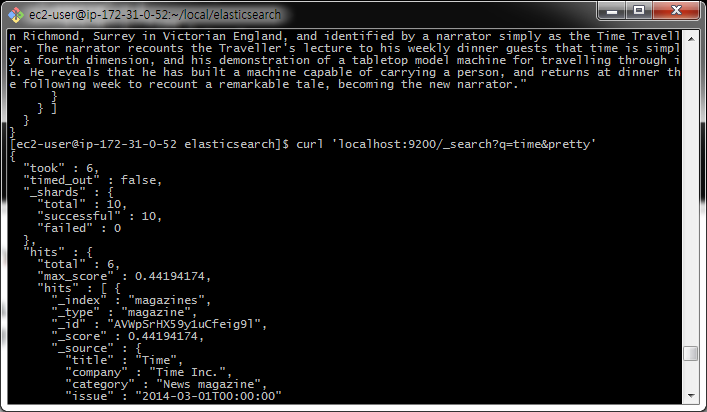 ec2-user@ip-172-31-0-52:~/local/elasticsearch
n Richmond, Surrey in Victorian England, and identified by a narrator simply as the Time Travell
er. The narrator recounts the Traveller's lecture to his weekly dinner guests that time is simpl
y a fourth dimension, and his demonstration of a tabletop model machine for travelling through i
t. He reveals that he has built a machine capable of carrying a person, and returns at dinner th
e following week to recount a remarkable tale, becoming the new narrator."
      }
    } ]
  }
}
[ec2-user@ip-172-31-0-52 elasticsearch]$ curl 'localhost:9200/_search?q=time&pretty'
{
  "took" : 6,
  "timed_out" : false,
  "_shards" : {
    "total" : 10,
    "successful" : 10,
    "failed" : 0
  },
  "hits" : {
    "total" : 6,
    "max_score" : 0.44194174,
    "hits" : [ {
      "_index" : "magazines",
      "_type" : "magazine",
      "_id" : "AVWpSrHX59y1uCfeig9l",
      "_score" : 0.44194174,
      "_source" : {
        "title" : "Time",
        "company" : "Time Inc.",
        "category" : "News magazine",
        "issue" : "2014-03-01T00:00:00"